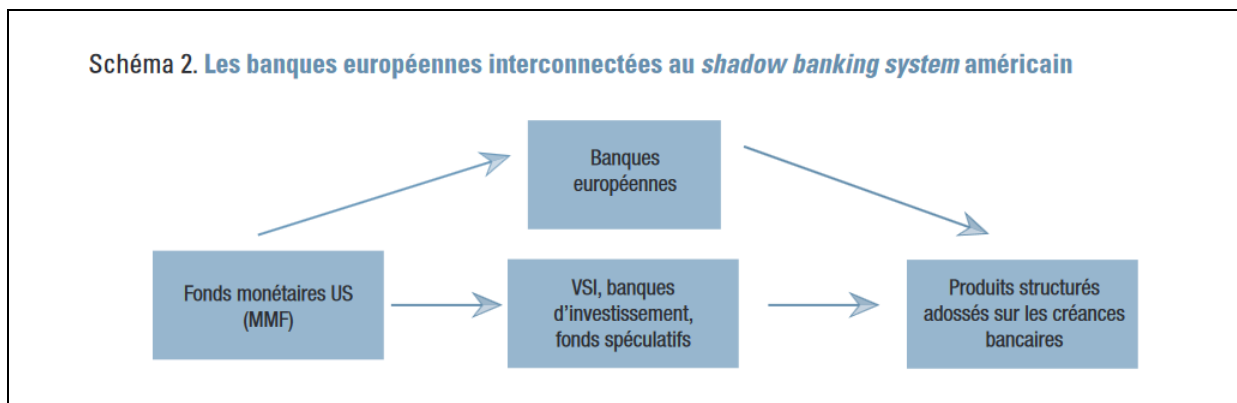 Schéma 2. Les banques européennes interconnectées au shadow banking system américain
Banques
européennes
Fonds monétaires US
(MMF)
VSI, banques
d'investissement,
fonds spéculatifs
Produits structurés
adossés sur les créances
bancaires